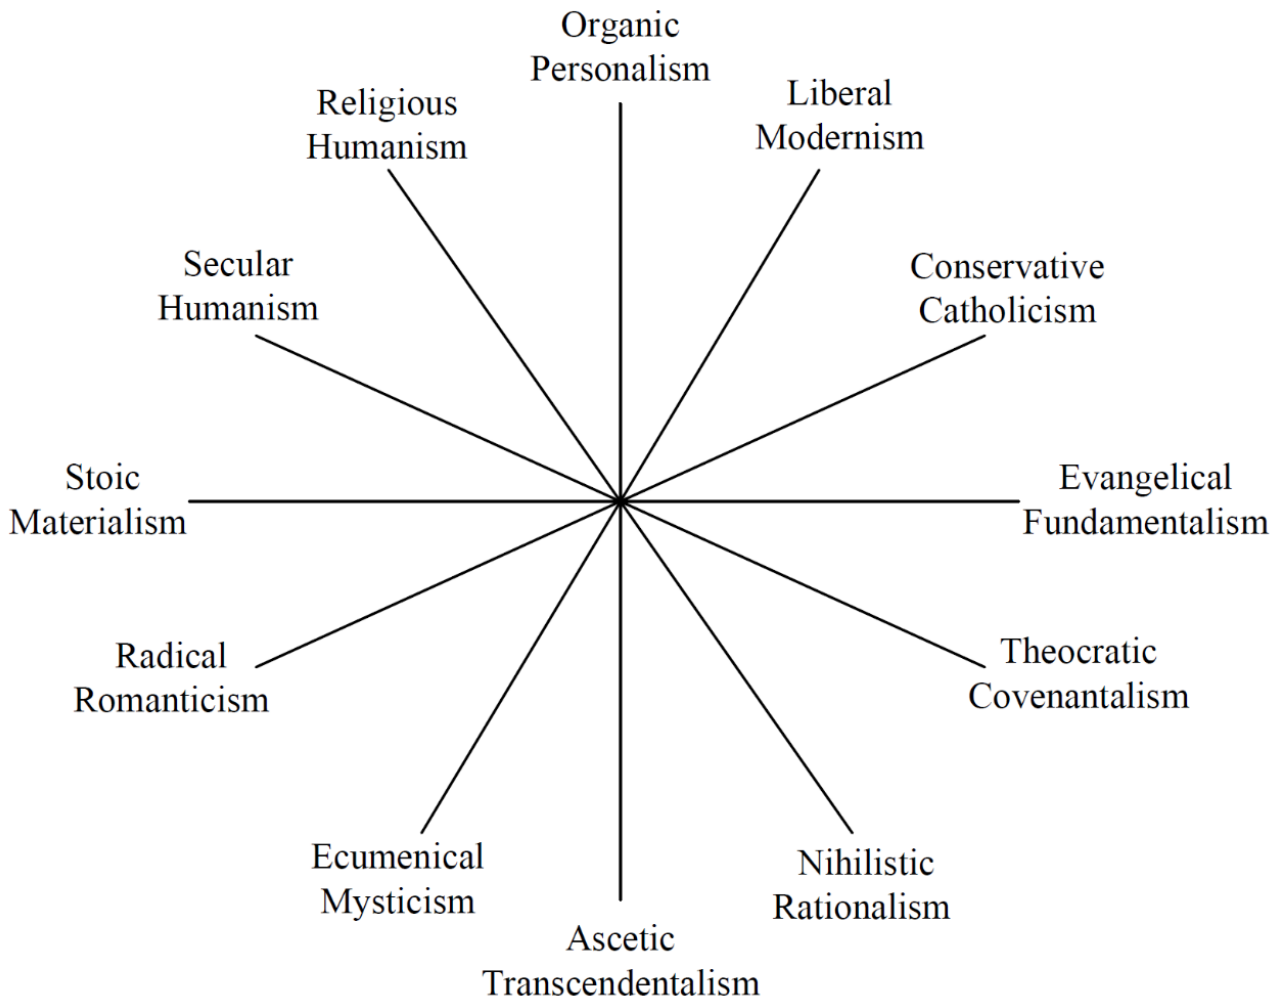 Organic
Personalism
Liberal
Modernism
Religious
Humanism
Conservative
Catholicism
Secular
Humanism
Evangelical
Fundamentalism
Stoic
Materialism
Theocratic
Covenantalism
Radical
Romanticism
Nihilistic
Rationalism
Ecumenical
Mysticism
Ascetic
Transcendentalism